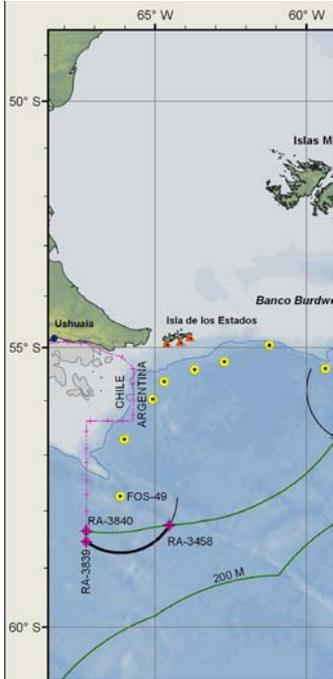 65° W
60° W
50° S
Islas M
Banco Burdwo
Ushuaia
Isla de los Estados
55° S
CHILE
ARGENTINA
FOS-49
RA-3840
RA-3458
RA-3839
200 M
60° S